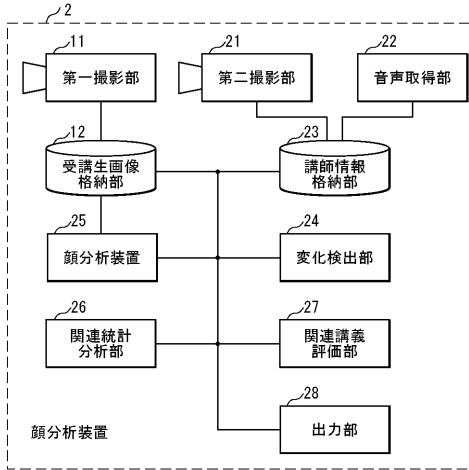 2
11
第一撮影部
21
第二撮影部
22
音声取得部
12
受講生画像
格納部
23
講師情報
格納部
25
顔分析装置
24
変化検出部
26
関連統計
分析部
27
関連講義
評価部
28
出力部
顔分析装置